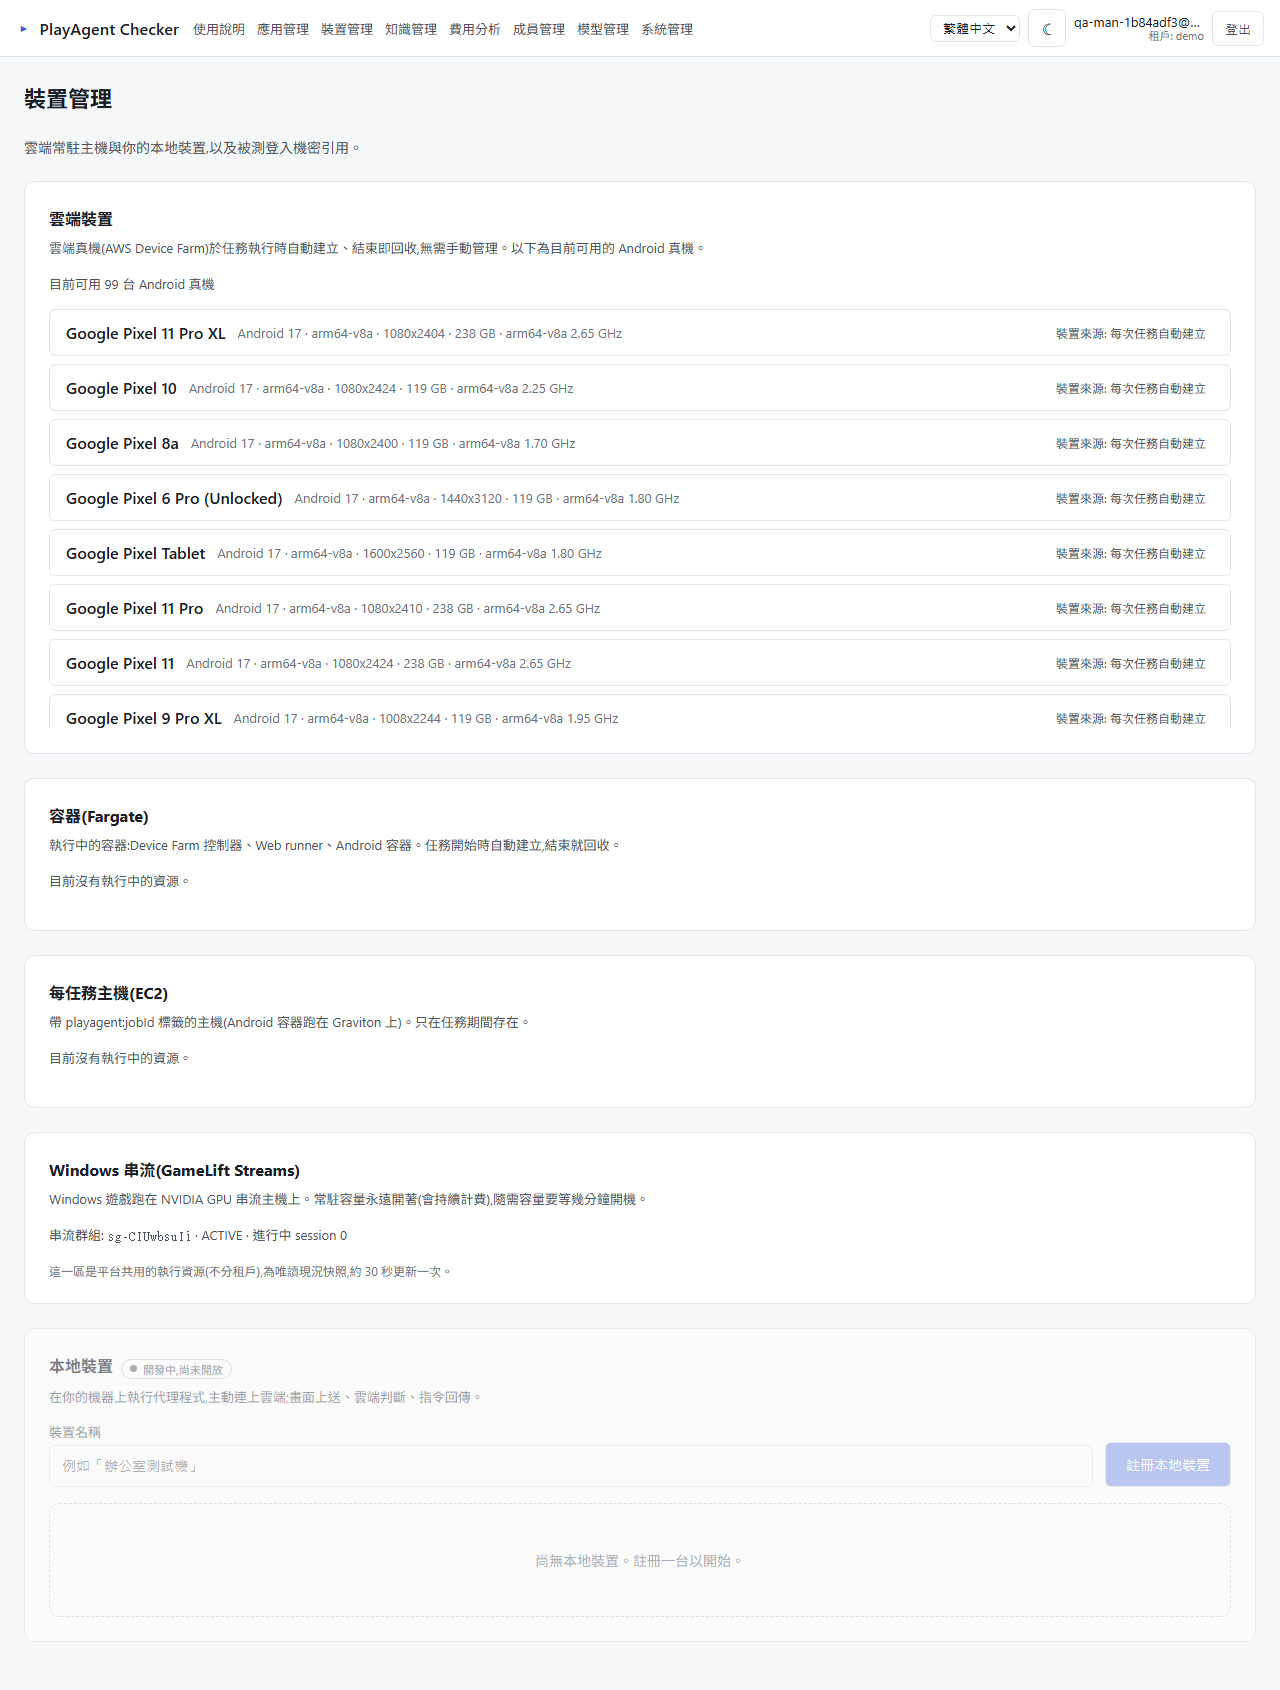 PlayAgent Checker 使用說明 應用管理 裝置管理 知識管理 費用分析 成員管理 模型管理 系統管理 繁體中文 qa-man-1b84adf3@... 登出
租戶: demo
裝置管理
雲端常駐主機與你的本地裝置,以及被測登入機密引用。
雲端裝置
雲端真機(AWS Device Farm)於任務執行時自動建立、結束即回收,無需手動管理。以下為目前可用的 Android 真機。
目前可用 99 台 Android 真機
Google Pixel 11 Pro XL Android 17 · arm64-v8a · 1080x2404 · 238 GB · arm64-v8a 2.65 GHz 裝置來源: 每次任務自動建立
Google Pixel 10 Android 17 · arm64-v8a · 1080x2424 · 119 GB · arm64-v8a 2.25 GHz 裝置來源: 每次任務自動建立
Google Pixel 8a Android 17 · arm64-v8a · 1080x2400 · 119 GB · arm64-v8a 1.70 GHz 裝置來源: 每次任務自動建立
Google Pixel 6 Pro (Unlocked) Android 17 · arm64-v8a · 1440x3120 · 119 GB · arm64-v8a 1.80 GHz 裝置來源: 每次任務自動建立
Google Pixel Tablet Android 17 · arm64-v8a · 1600x2560 · 119 GB · arm64-v8a 1.80 GHz 裝置來源: 每次任務自動建立
Google Pixel 11 Pro Android 17 · arm64-v8a · 1080x2410 · 238 GB · arm64-v8a 2.65 GHz 裝置來源: 每次任務自動建立
Google Pixel 11 Android 17 · arm64-v8a · 1080x2424 · 238 GB · arm64-v8a 2.65 GHz 裝置來源: 每次任務自動建立
Google Pixel 9 Pro XL Android 17 · arm64-v8a · 1008x2244 · 119 GB · arm64-v8a 1.95 GHz 裝置來源: 每次任務自動建立
容器(Fargate)
執行中的容器:Device Farm 控制器、Web runner、Android 容器。任務開始時自動建立,結束就回收。
目前沒有執行中的資源。
每任務主機(EC2)
帶 playagent:jobId 標籤的主機(Android 容器跑在 Graviton 上)。只在任務期間存在。
目前沒有執行中的資源。
Windows 串流(GameLift Streams)
Windows 遊戲跑在 NVIDIA GPU 串流主機上。常駐容量永遠開著(會持續計費),隨需容量要等幾分鐘開機。
串流群組: sg-CIUwbsuIi · ACTIVE · 進行中 session 0
這一區是平台共用的執行資源(不分租戶),為唯讀現況快照,約 30 秒更新一次。
本地裝置 開發中,尚未開放
在你的機器上執行代理程式,主動連上雲端;畫面上送、雲端判斷、指令回傳。
裝置名稱
例如「辦公室測試機」 註冊本地裝置
尚無本地裝置。註冊一台以開始。